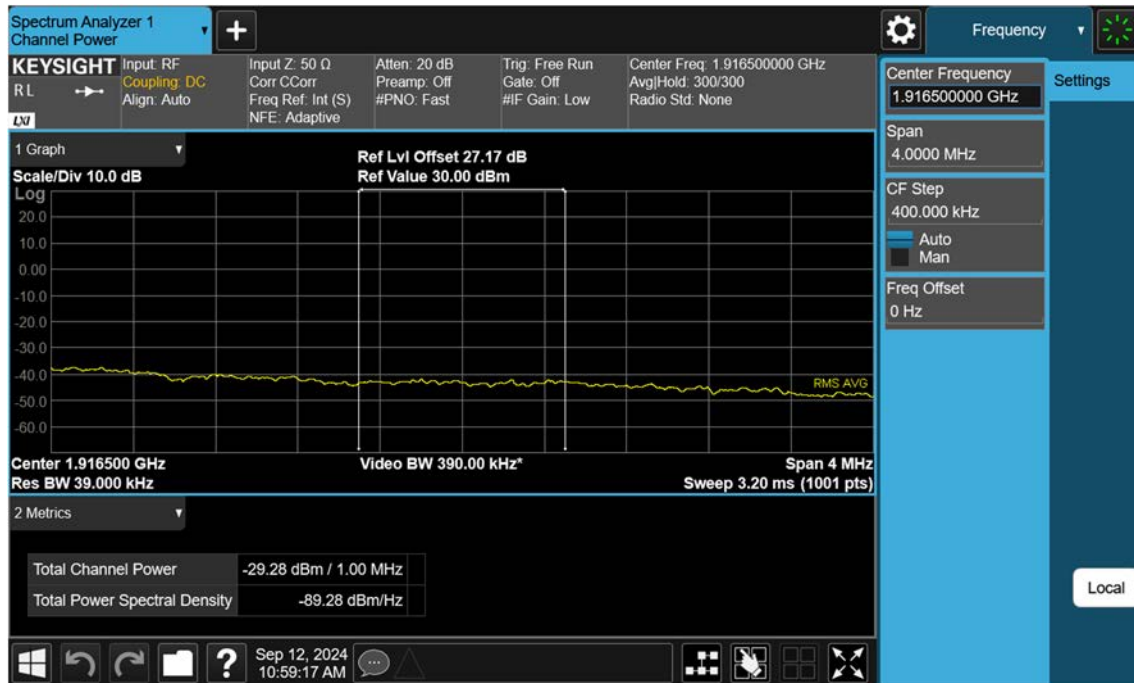 Spectrum Analyzer 1
Channel Power
+
Frequency
KEYSIGHT
R L
LXI
Input: RF
Coupling: DC
Align: Auto
Input Z: 50 Ω
Corr CCorr
Freq Ref: Int (S)
NFE: Adaptive
Atten: 20 dB
Preamp: Off
#PNO: Fast
Trig: Free Run
Gate: Off
#IF Gain: Low
Center Freq: 1.916500000 GHz
Avg|Hold: 300/300
Radio Std: None
Center Frequency
1.916500000 GHz
Settings
Span
4.0000 MHz
CF Step
400.000 kHz
Auto
Man
Freq Offset
0 Hz
1 Graph
Scale/Div 10.0 dB
Ref Lvl Offset 27.17 dB
Ref Value 30.00 dBm
Log
20.0
10.0
0.00
-10.0
-20.0
-30.0
-40.0
-50.0
-60.0
RMS AVG
Center 1.916500 GHz
Video BW 390.00 kHz*
Span 4 MHz
Res BW 39.000 kHz
Sweep 3.20 ms (1001 pts)
2 Metrics
Total Channel Power -29.28 dBm / 1.00 MHz
Total Power Spectral Density -89.28 dBm/Hz
Local
?
Sep 12, 2024
10:59:17 AM